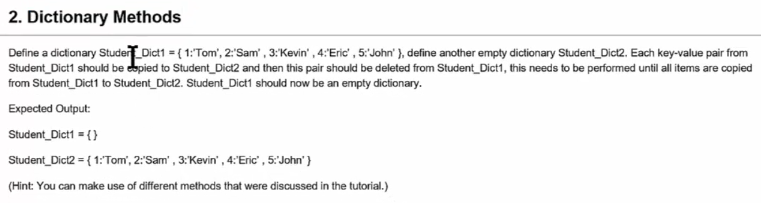 2. Dictionary Methods
Define a dictionary Student_Dict1 = { 1:'Tom', 2:'Sam' , 3:'Kevin' , 4:'Eric' , 5:'John' }, define another empty dictionary Student_Dict2. Each key-value pair from
Student_Dict1 should be copied to Student_Dict2 and then this pair should be deleted from Student_Dict1, this needs to be performed until all items are copied
from Student_Dict1 to Student_Dict2. Student_Dict1 should now be an empty dictionary.
Expected Output:
Student_Dict1 = { }
Student_Dict2 = { 1:'Tom', 2:'Sam' , 3:'Kevin' , 4:'Eric' , 5:'John' }
(Hint: You can make use of different methods that were discussed in the tutorial.)